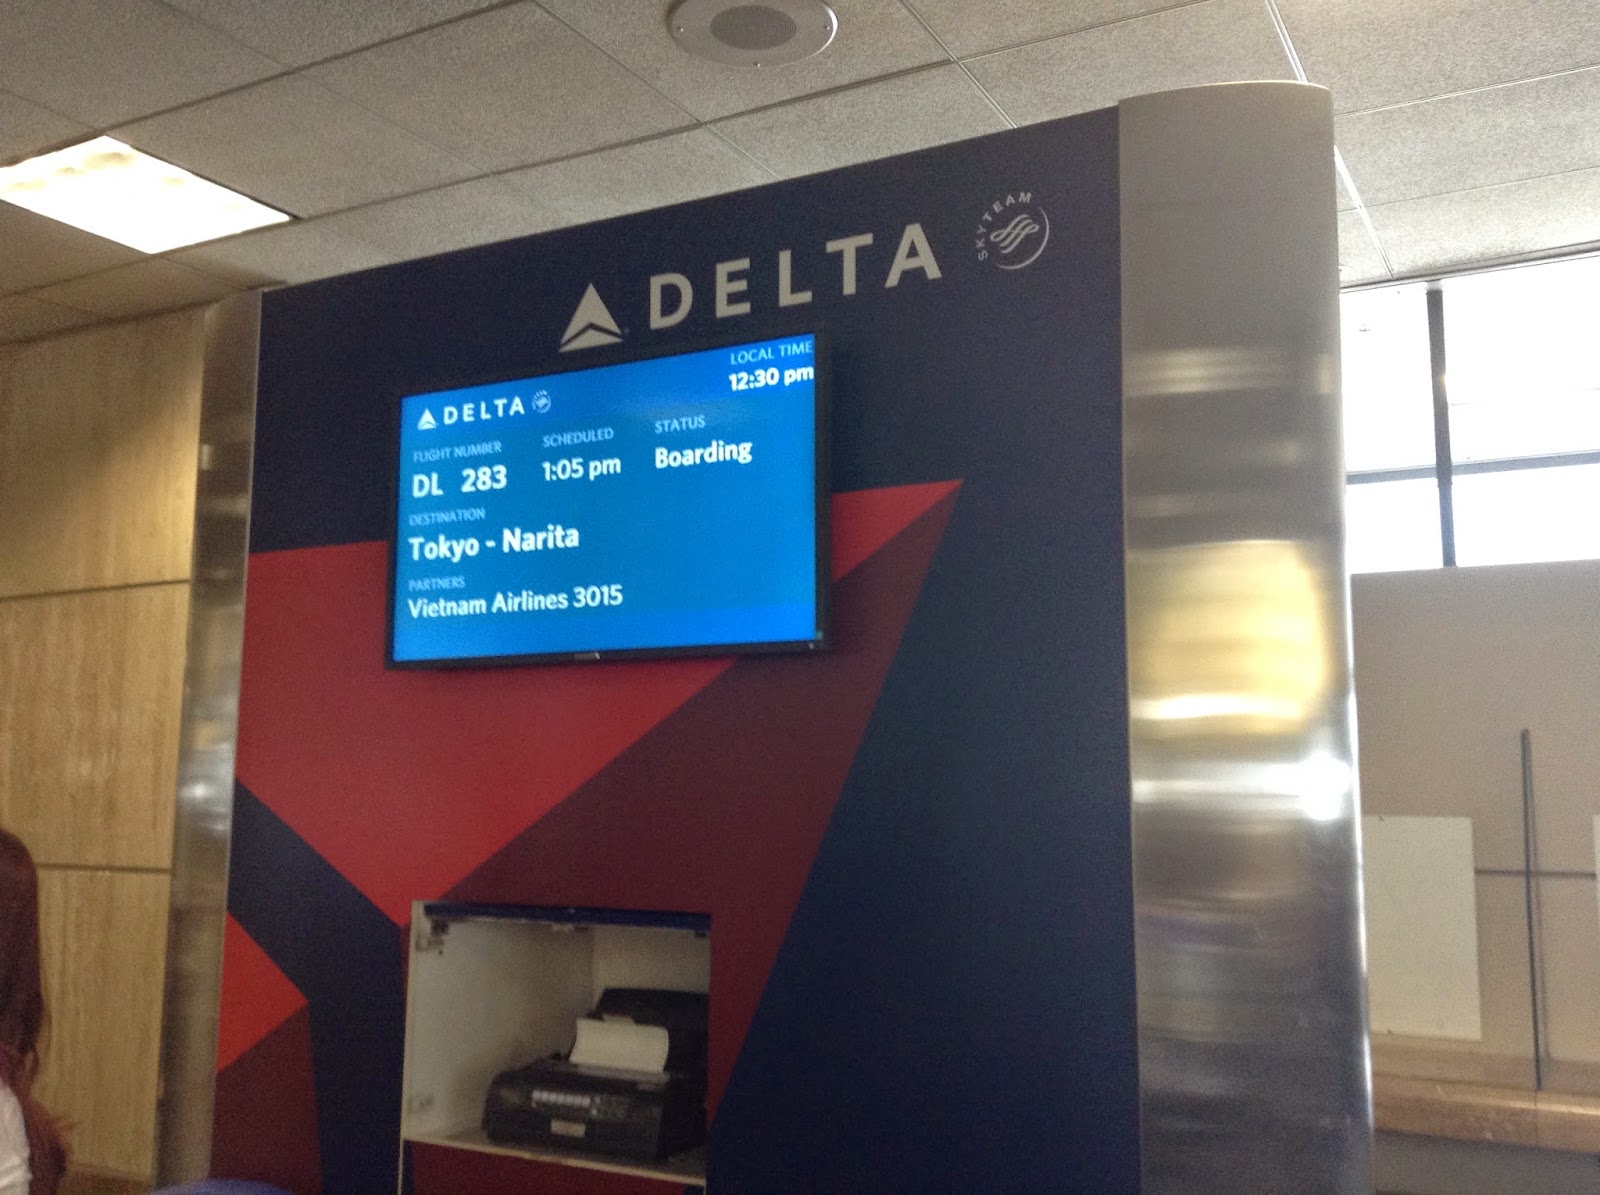 DELTA
SKYTEAM
LOCAL TIME
12:30 pm
DELTA
FLIGHT NUMBER SCHEDULED STATUS
DL 283 1:05 pm Boarding
DESTINATION
Tokyo - Narita
PARTNERS
Vietnam Airlines 3015